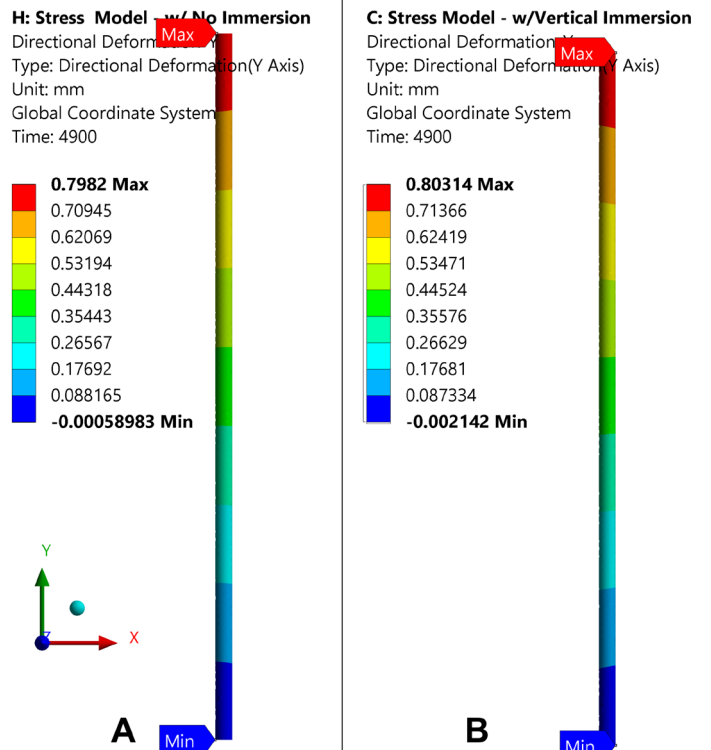 H: Stress Model - w/ No Immersion
Directional Deformation Y
Type: Directional Deformation(Y Axis)
Unit: mm
Global Coordinate System
Time: 4900
Max
0.7982 Max
0.70945
0.62069
0.53194
0.44318
0.35443
0.26567
0.17692
0.088165
-0.00058983 Min
Y
Z
X
A
Min
C: Stress Model - w/Vertical Immersion
Directional Deformation Y
Type: Directional Deformation(Y Axis)
Unit: mm
Global Coordinate System
Time: 4900
Max
0.80314 Max
0.71366
0.62419
0.53471
0.44524
0.35576
0.26629
0.17681
0.087334
-0.002142 Min
B
Min